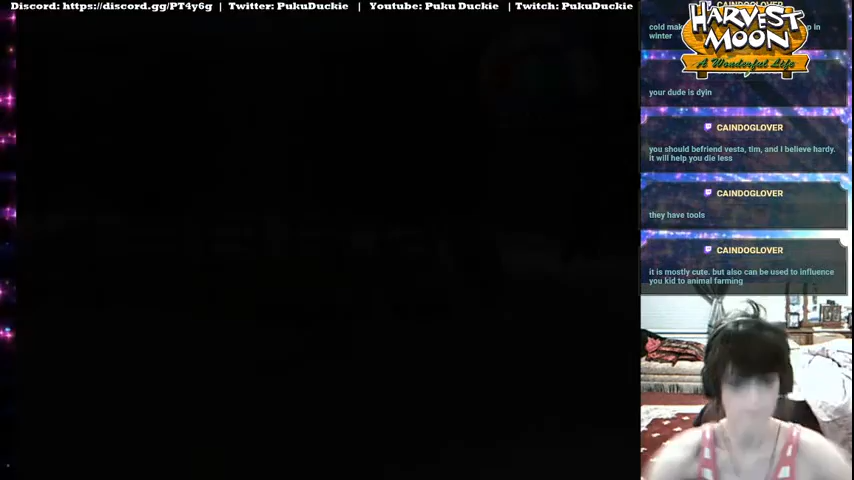 Discord: https://discord.gg/PT4y6g | Twitter: PukuDuckie | Youtube: Puku Duckie | Twitch: PukuDuckie
HARVEST
MOON
A Wonderful Life
cold
p in
winter
your dude is dyin
CAINDOGLOVER
you should befriend vesta, tim, and I believe hardy.
it will help you die less
CAINDOGLOVER
they have tools
CAINDOGLOVER
it is mostly cute. but also can be used to influence
you kid to animal farming